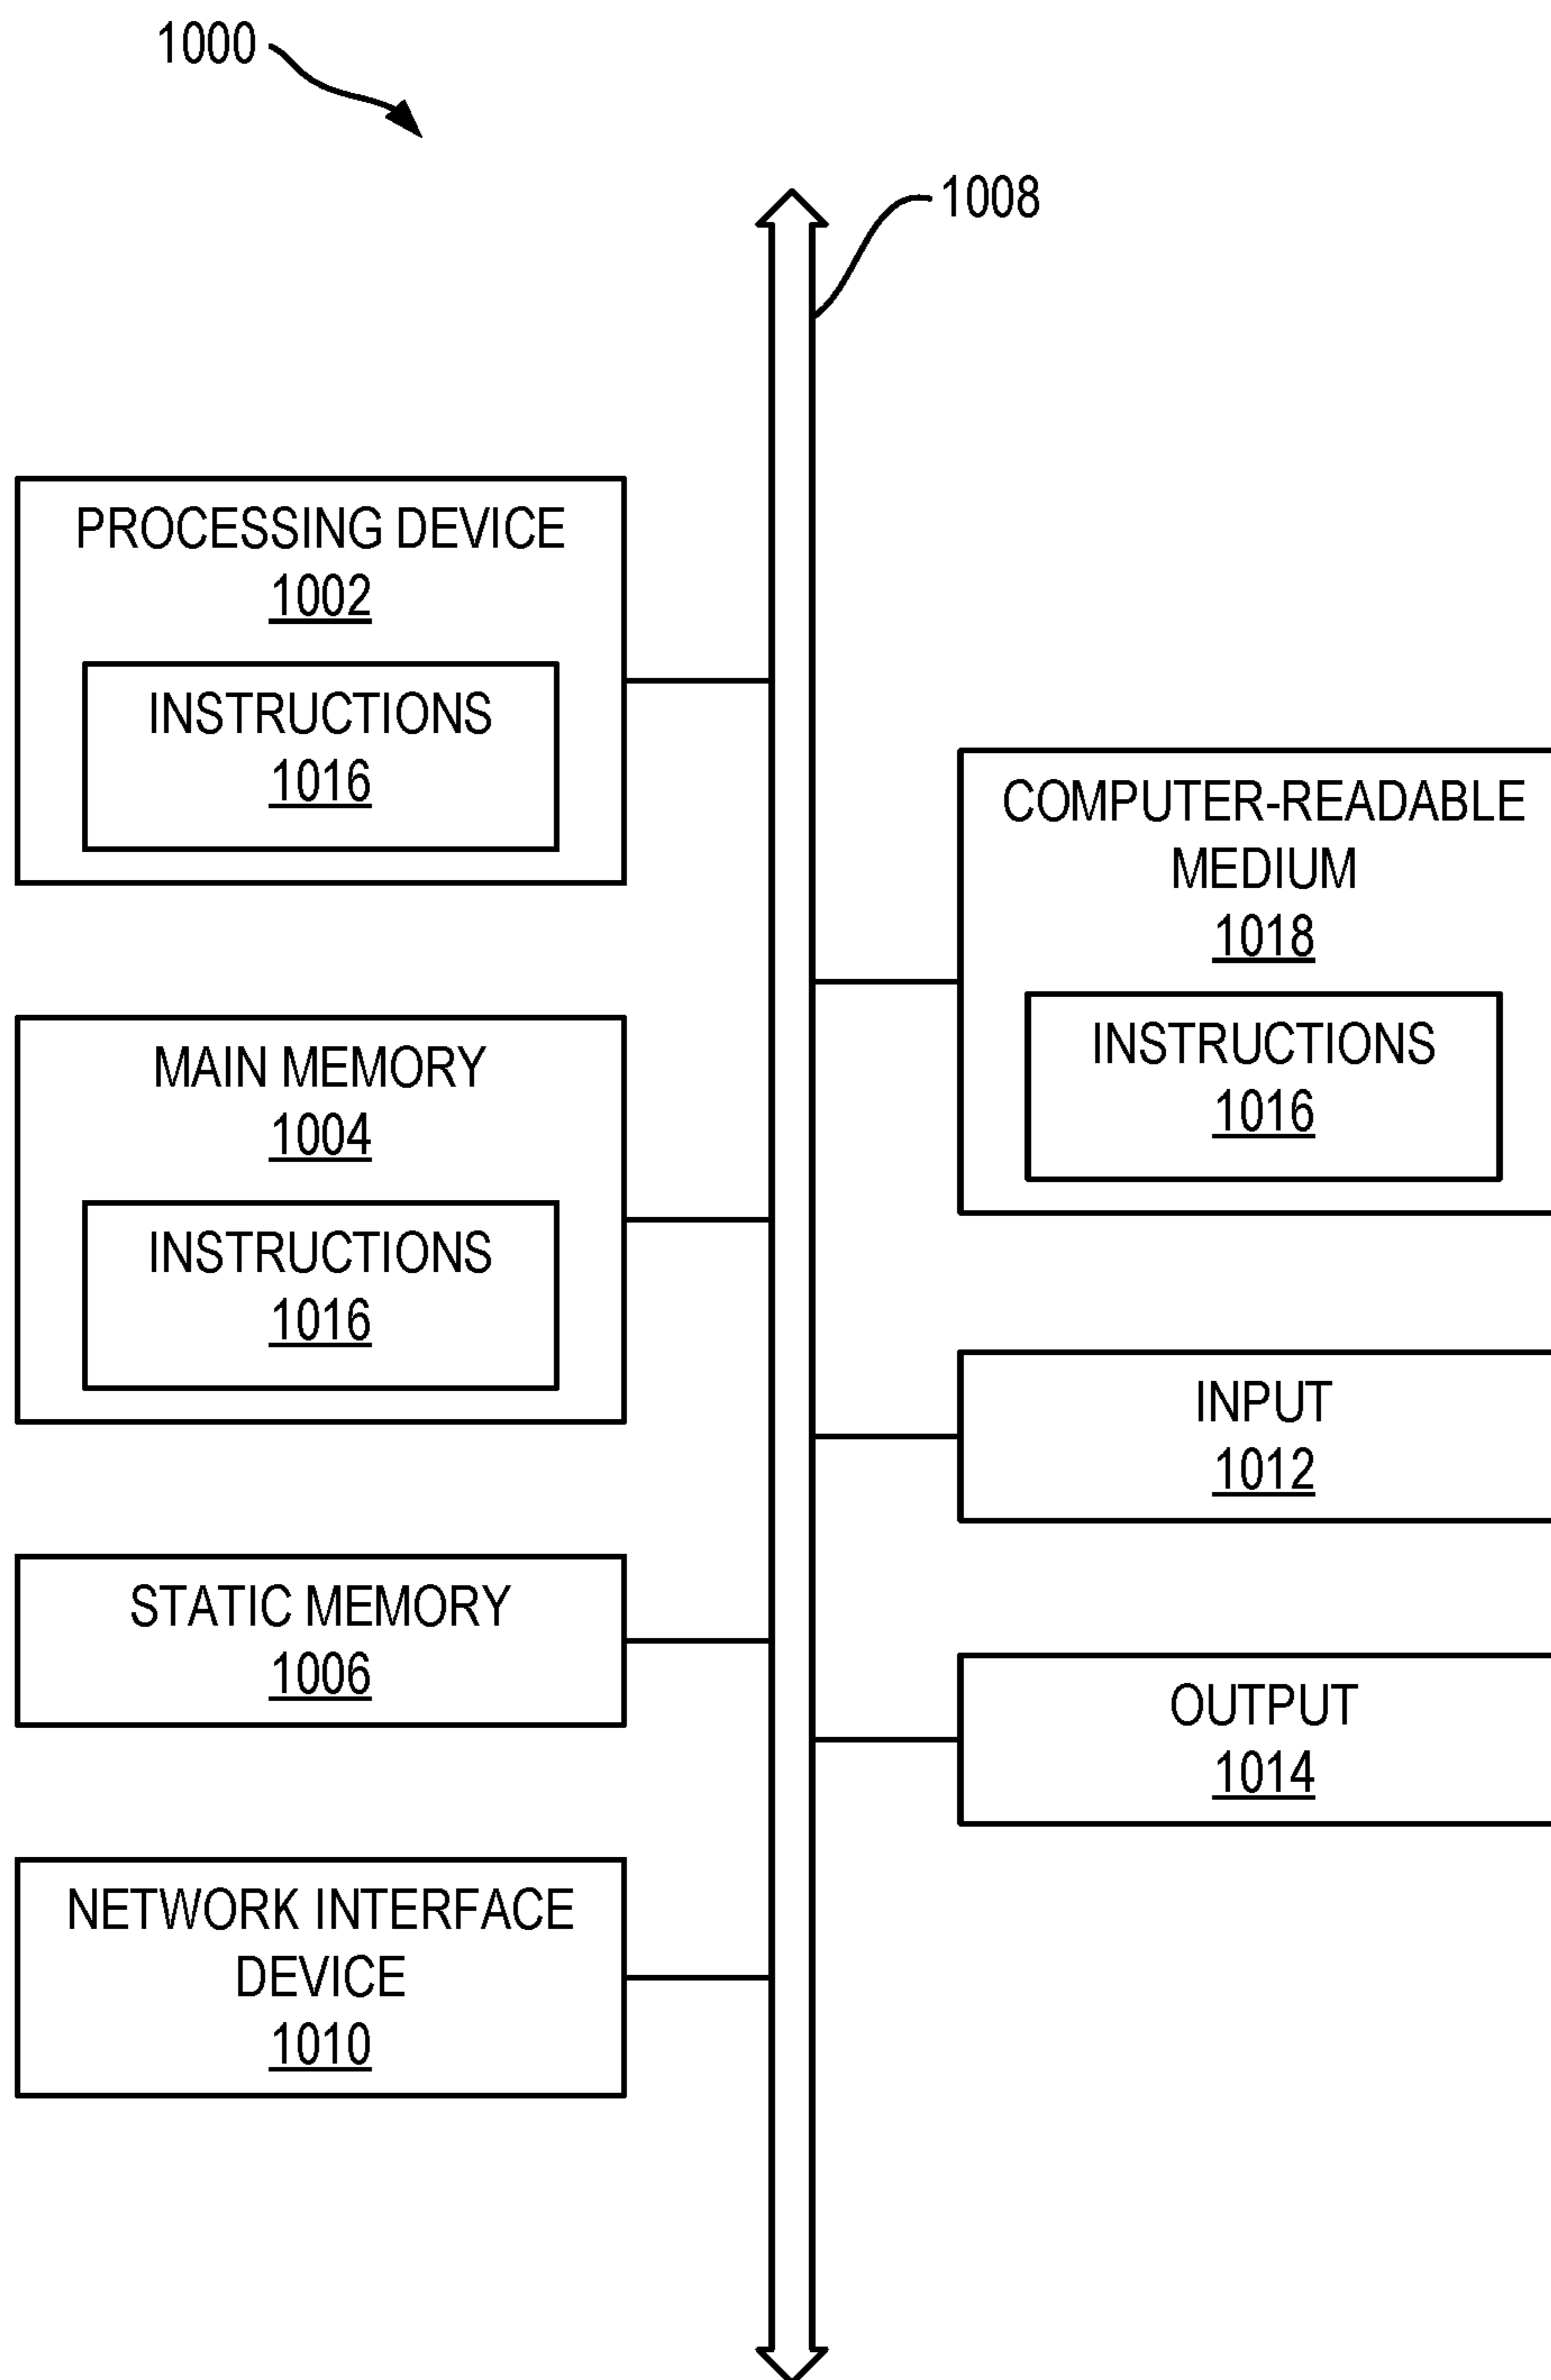 1000
1008
PROCESSING DEVICE
1002
INSTRUCTIONS
1016
MAIN MEMORY
1004
INSTRUCTIONS
1016
STATIC MEMORY
1006
NETWORK INTERFACE
DEVICE
1010
COMPUTER-READABLE
MEDIUM
1018
INSTRUCTIONS
1016
INPUT
1012
OUTPUT
1014